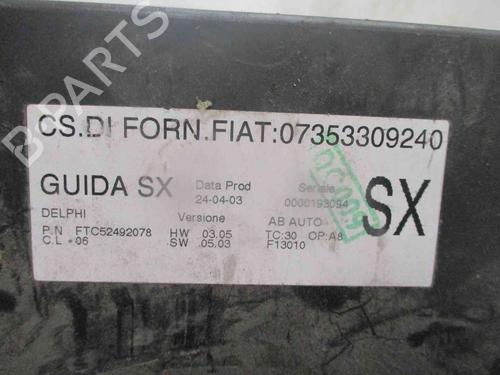 B-PARTS
CS.DI FORN.FIAT:07353309240
GUIDA SX Data Prod Seriale SX
24-04-03 0000193094
DELPHI Versione AB AUTO
P.N FTC52492078 HW 03.05 TC:30 OP:A8
C.L *06 SW 05.03 F13010